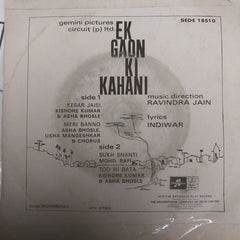 gemini pictures
circuit (p) ltd.
SEDE 16510
EK
GAON
KI
KAHANI
side 1
KESAR JAISI
KISHORE KUMAR
& ASHA BHOSLE
MERI BANNO
ASHA BHOSLE,
USHA MANGESHKAR
& CHORUS
side 2
SUKH SHANTI
MOHD. RAFI
TOO HI BATA
KISHORE KUMAR
& ASHA BHOSLE
music direction
RAVINDRA JAIN
lyrics
INDIWAR